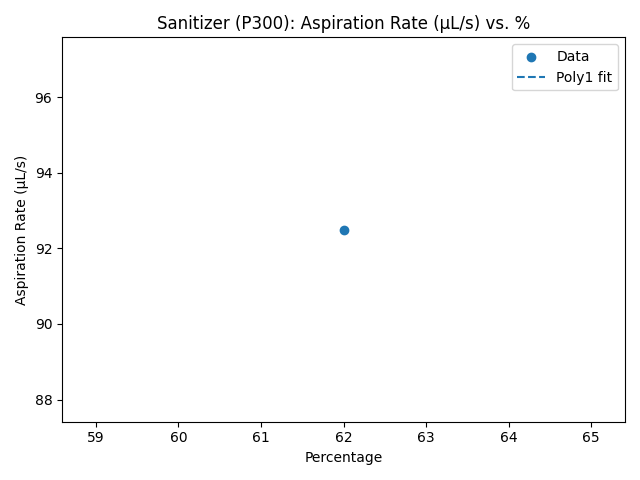 Sanitizer (P300): Aspiration Rate (µL/s) vs. %
Data
Poly1 fit
Aspiration Rate (µL/s)
96
94
92
90
88
59 60 61 62 63 64 65
Percentage